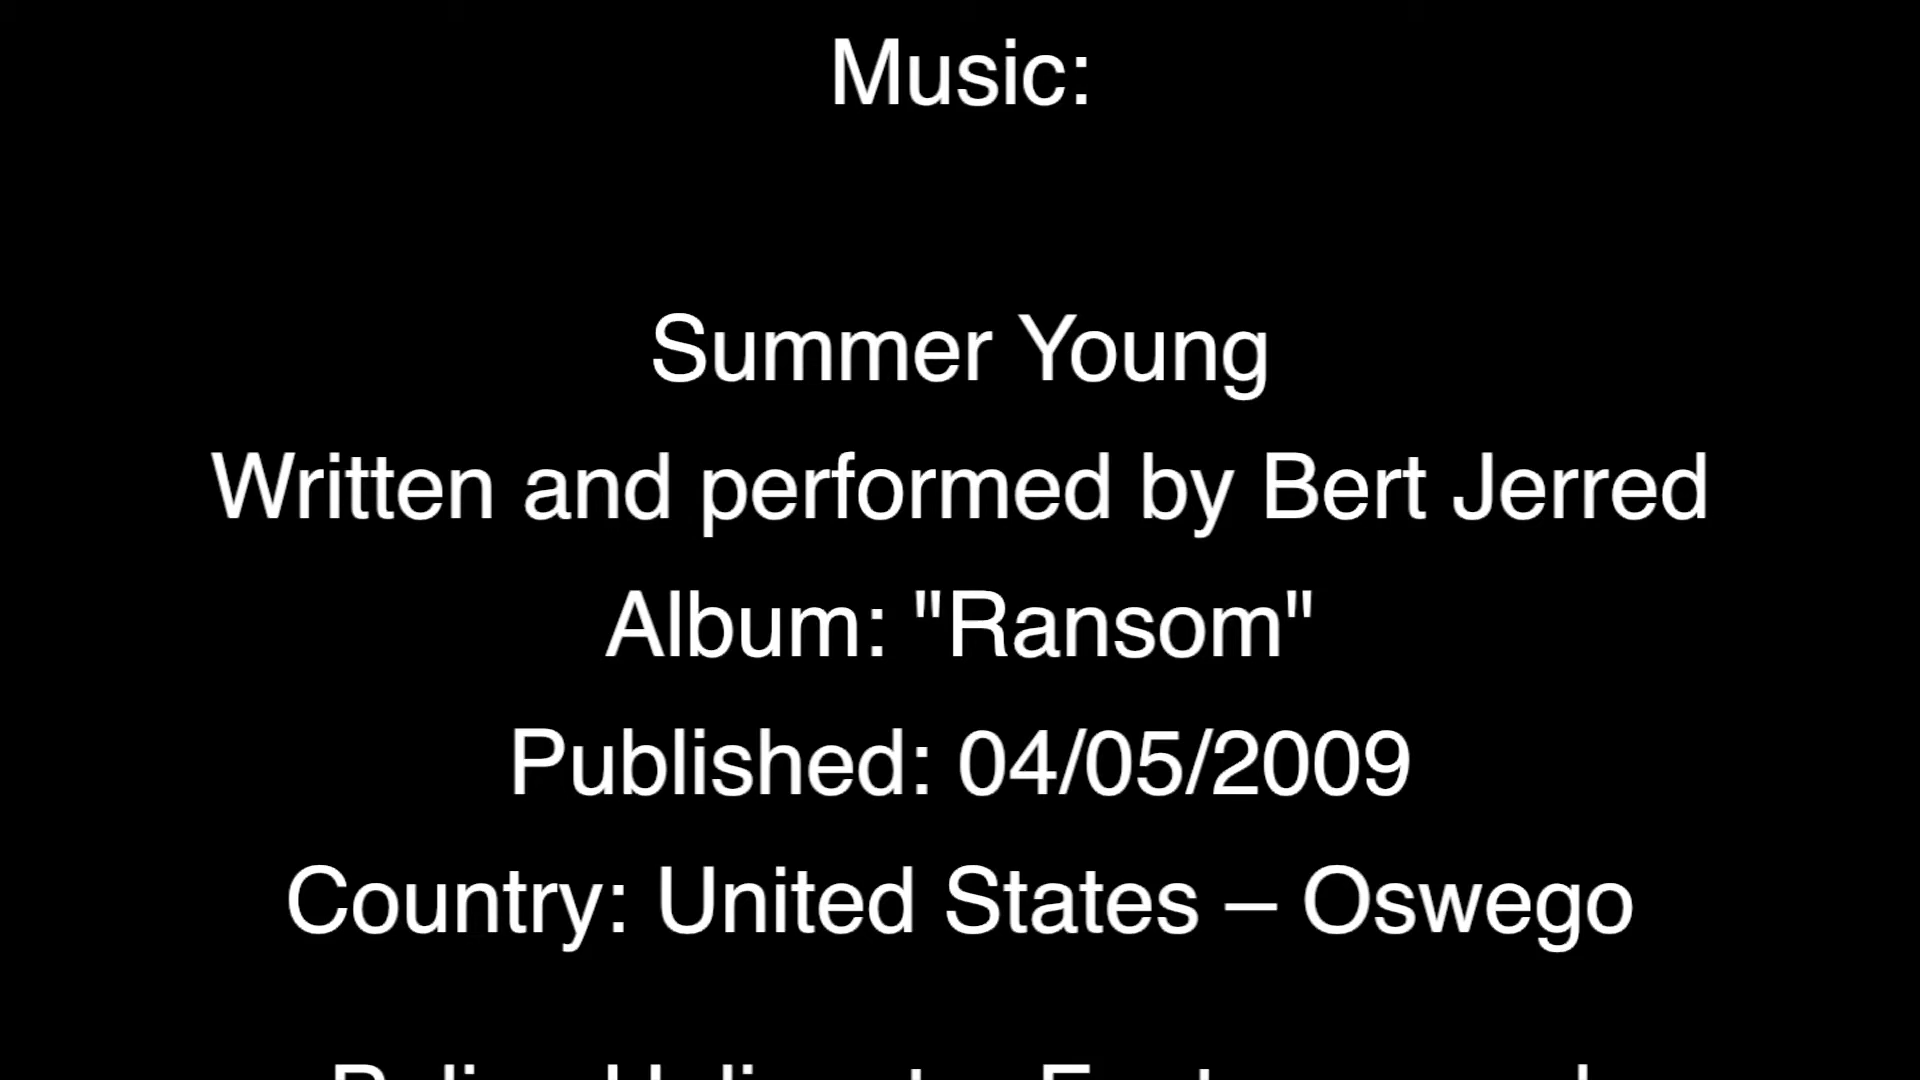 Music:
Summer Young
Written and performed by Bert Jerred
Album: "Ransom"
Published: 04/05/2009
Country: United States – Oswego